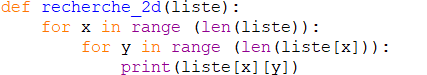 def recherche_2d(liste):
    for x in range (len(liste)):
        for y in range (len(liste[x])):
            print(liste[x][y])